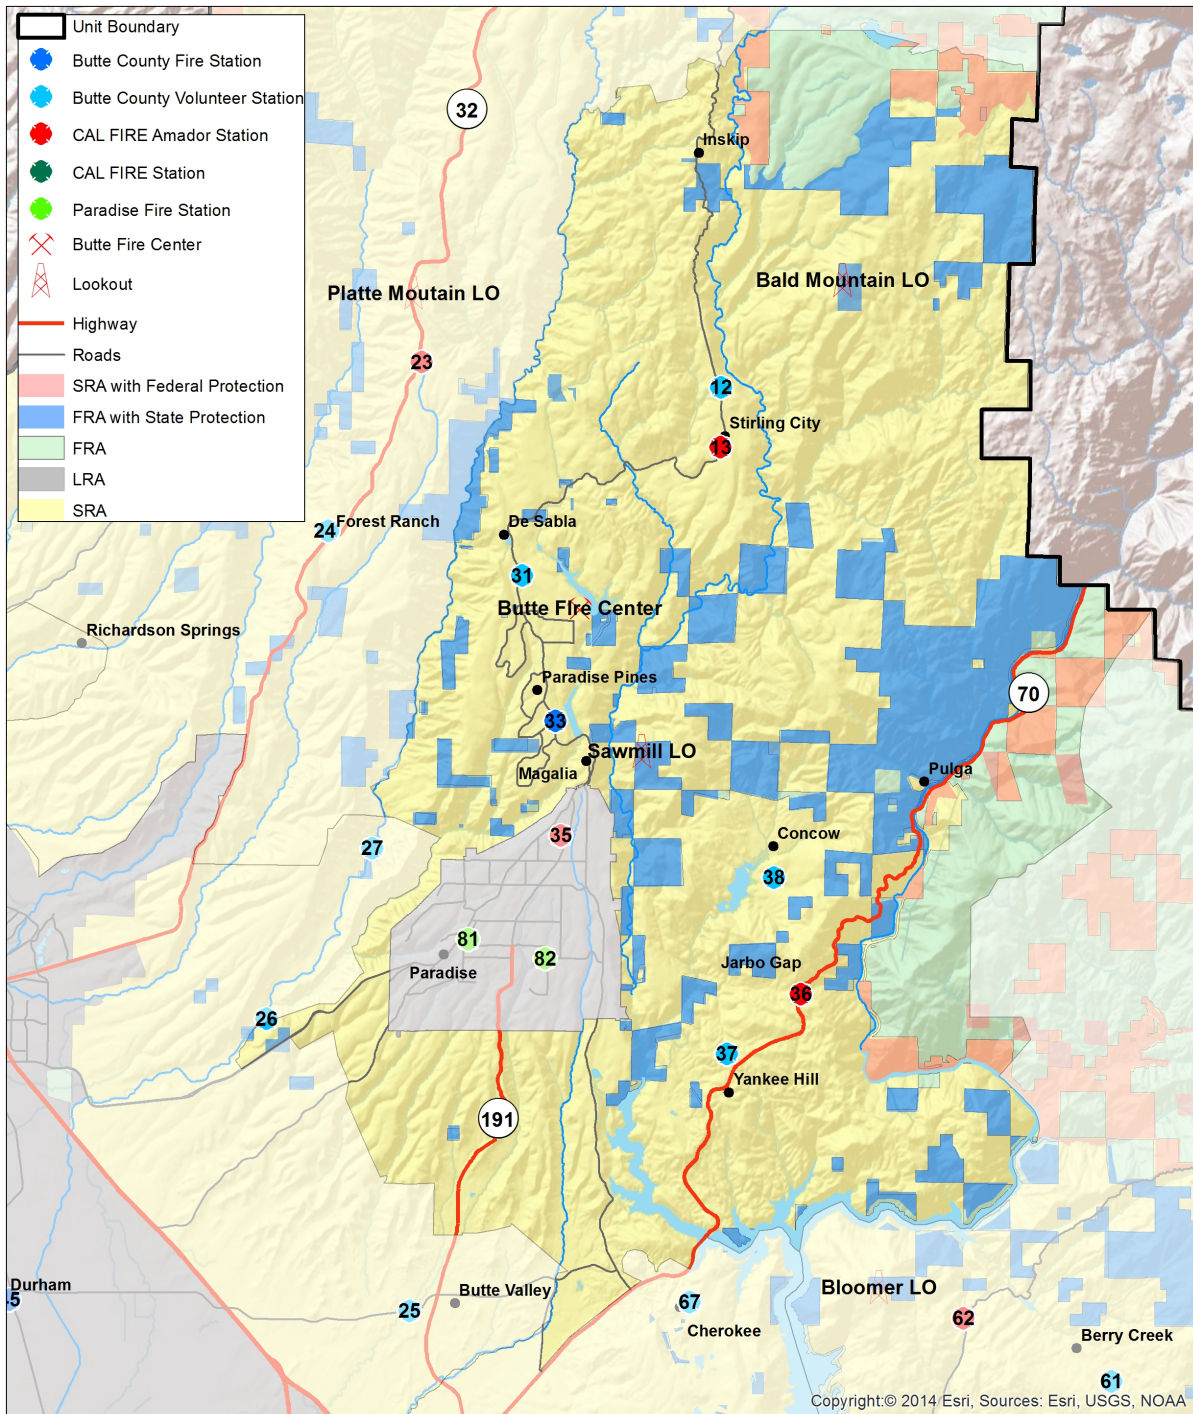 Unit Boundary
Butte County Fire Station
Butte County Volunteer Station
CAL FIRE Amador Station
CAL FIRE Station
Paradise Fire Station
Butte Fire Center
Lookout
Highway
Roads
SRA with Federal Protection
FRA with State Protection
FRA
LRA
SRA
32
Inskip
Bald Mountain LO
Platte Moutain LO
23
12
Stirling City
13
24
Forest Ranch
De Sabla
31
Butte FIre Center
Richardson Springs
Paradise Pines
70
33
Sawmill LO
Magalia
Pulga
35
Concow
27
38
81
82
Paradise
Jarbo Gap
36
26
37
Yankee Hill
191
Durham
45
Butte Valley
25
Bloomer LO
67
Cherokee
62
Berry Creek
61
Copyright:© 2014 Esri, Sources: Esri, USGS, NOAA